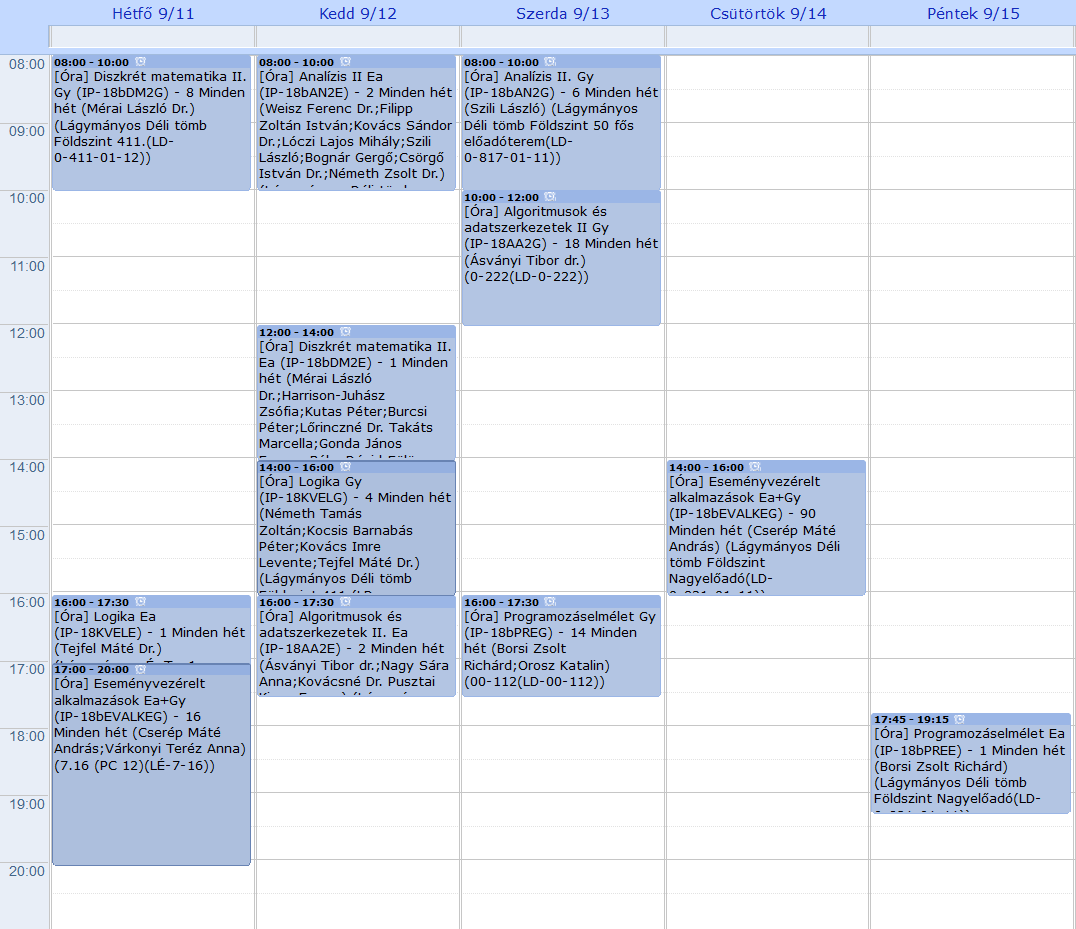 Hétfő 9/11
Kedd 9/12
Szerda 9/13
Csütörtök 9/14
Péntek 9/15
08:00
09:00
10:00
11:00
12:00
13:00
14:00
15:00
16:00
17:00
18:00
19:00
20:00
08:00 - 10:00
[Óra] Diszkrét matematika II.
Gy (IP-18bDM2G) - 8 Minden
hét (Mérai László Dr.)
(Lágymányos Déli tömb
Földszint 411.(LD-
0-411-01-12))
16:00 - 17:30
[Óra] Logika Ea
(IP-18KVELE) - 1 Minden hét
(Tejfel Máté Dr.)
17:00 - 20:00
[Óra] Eseményvezérelt
alkalmazások Ea+Gy
(IP-18bEVALKEG) - 16
Minden hét (Cserép Máté
András;Várkonyi Teréz Anna)
(7.16 (PC 12)(LÉ-7-16))
08:00 - 10:00
[Óra] Analízis II Ea
(IP-18bAN2E) - 2 Minden hét
(Weisz Ferenc Dr.;Filipp
Zoltán István;Kovács Sándor
Dr.;Lóczi Lajos Mihály;Szili
László;Bognár Gergő;Csörgő
István Dr.;Németh Zsolt Dr.)
12:00 - 14:00
[Óra] Diszkrét matematika II.
Ea (IP-18bDM2E) - 1 Minden
hét (Mérai László
Dr.;Harrison-Juhász
Zsófia;Kutas Péter;Burcsi
Péter;Lőrinczné Dr. Takáts
Marcella;Gonda János
14:00 - 16:00
[Óra] Logika Gy
(IP-18KVELG) - 4 Minden hét
(Németh Tamás
Zoltán;Kocsis Barnabás
Péter;Kovács Imre
Levente;Tejfel Máté Dr.)
(Lágymányos Déli tömb
16:00 - 17:30
[Óra] Algoritmusok és
adatszerkezetek II. Ea
(IP-18AA2E) - 2 Minden hét
(Ásványi Tibor dr.;Nagy Sára
Anna;Kovácsné Dr. Pusztai
08:00 - 10:00
[Óra] Analízis II. Gy
(IP-18bAN2G) - 6 Minden hét
(Szili László) (Lágymányos
Déli tömb Földszint 50 fős
előadóterem(LD-
0-817-01-11))
10:00 - 12:00
[Óra] Algoritmusok és
adatszerkezetek II Gy
(IP-18AA2G) - 18 Minden hét
(Ásványi Tibor dr.)
(0-222(LD-0-222))
16:00 - 17:30
[Óra] Programozáselmélet Gy
(IP-18bPREG) - 14 Minden
hét (Borsi Zsolt
Richárd;Orosz Katalin)
(00-112(LD-00-112))
14:00 - 16:00
[Óra] Eseményvezérelt
alkalmazások Ea+Gy
(IP-18bEVALKEG) - 90
Minden hét (Cserép Máté
András) (Lágymányos Déli
tömb Földszint
Nagyelőadó(LD-
17:45 - 19:15
[Óra] Programozáselmélet Ea
(IP-18bPREE) - 1 Minden hét
(Borsi Zsolt Richárd)
(Lágymányos Déli tömb
Földszint Nagyelőadó(LD-